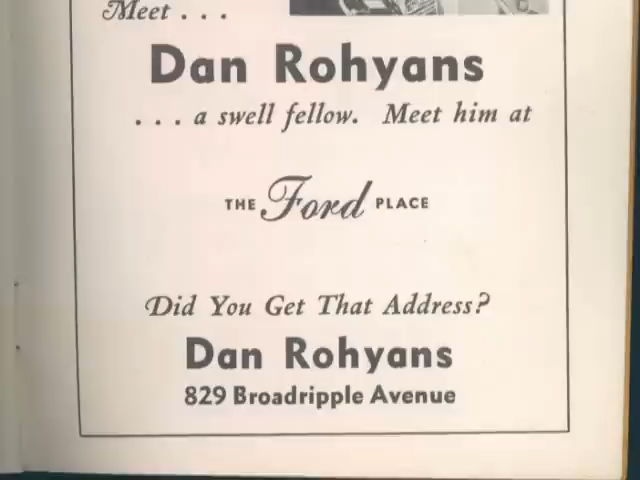 Meet . . .
Dan Rohyans
. . . a swell fellow. Meet him at
THE Ford PLACE
Did You Get That Address?
Dan Rohyans
829 Broadripple Avenue